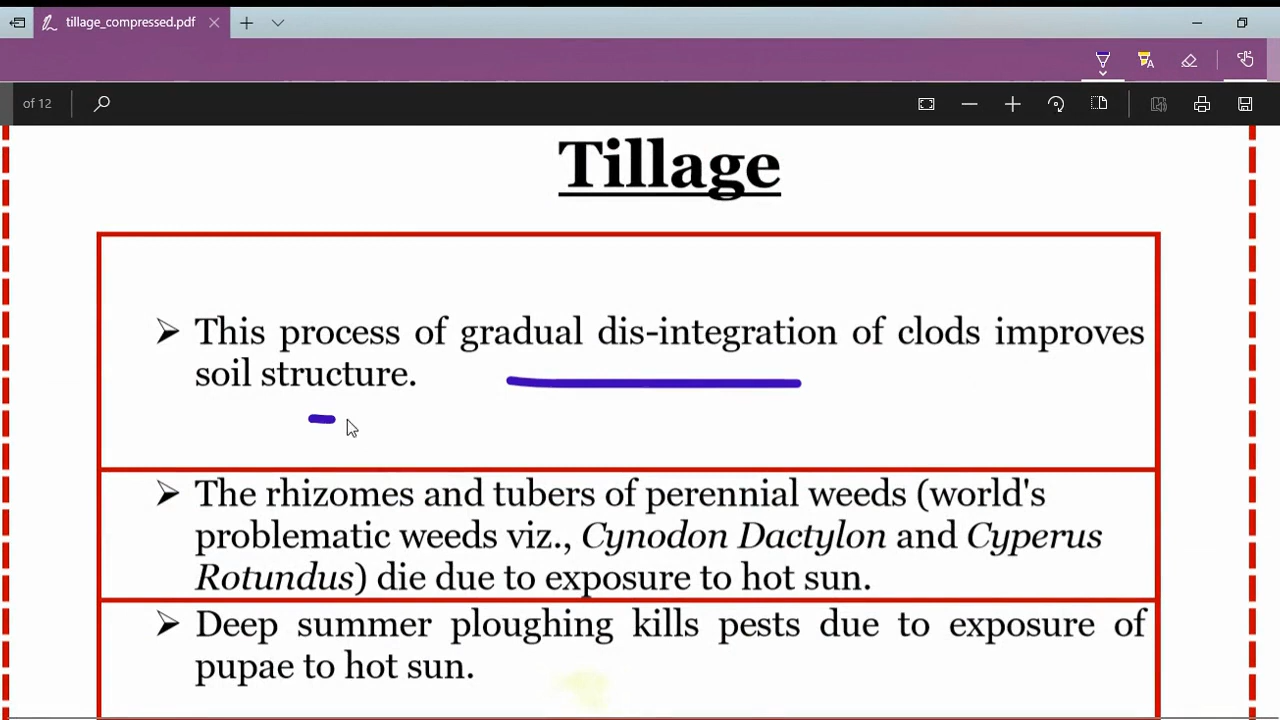 tillage_compressed.pdf
of 12
Tillage
➢ This process of gradual dis-integration of clods improves
soil structure.
➢ The rhizomes and tubers of perennial weeds (world's
problematic weeds viz., Cynodon Dactylon and Cyperus
Rotundus) die due to exposure to hot sun.
➢ Deep summer ploughing kills pests due to exposure of
pupae to hot sun.